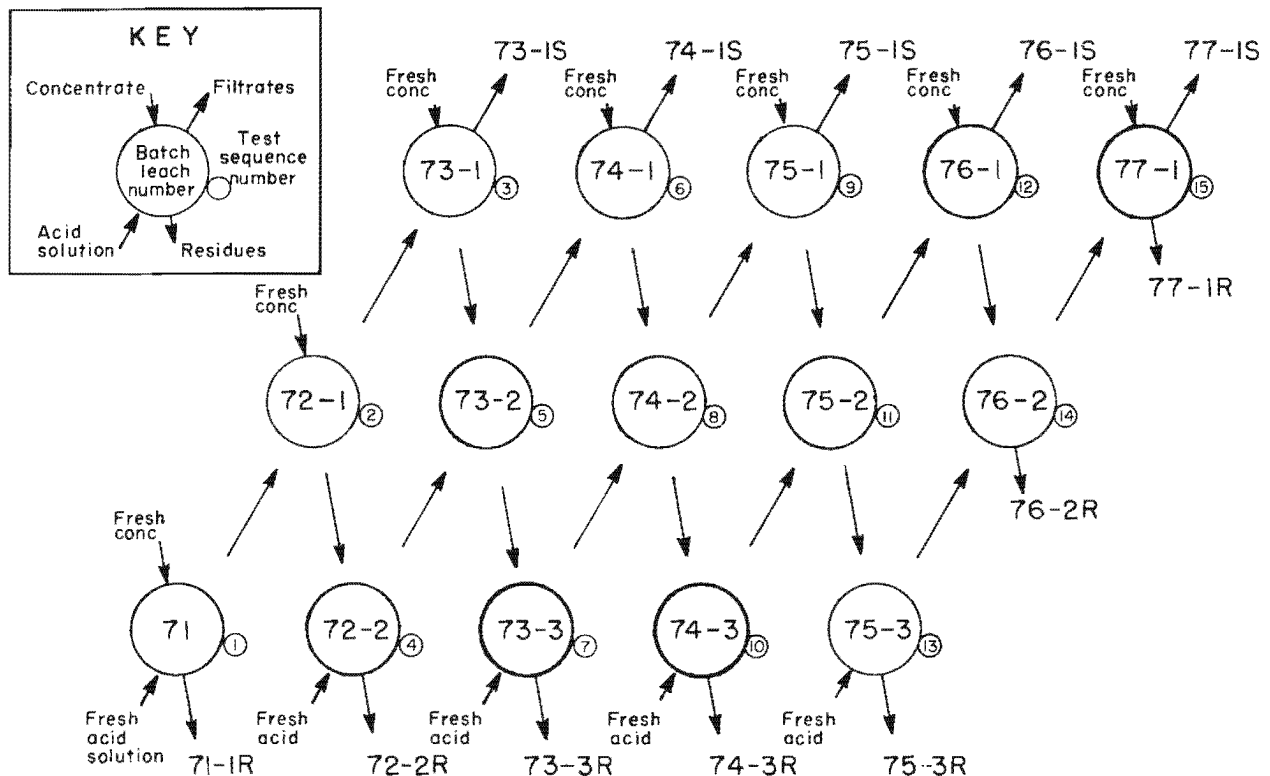 KEY
Concentrate
Filtrates
Batch
leach
number
Test
sequence
number
Acid
solution
Residues
73-1S
74-1S
75-1S
76-1S
77-1S
Fresh
conc
Fresh
conc
Fresh
conc
Fresh
conc
Fresh
conc
73-1
3
74-1
6
75-1
9
76-1
12
77-1
15
77-1R
Fresh
conc
72-1
2
73-2
5
74-2
8
75-2
11
76-2
14
76-2R
Fresh
conc
71
1
72-2
4
73-3
7
74-3
10
75-3
13
Fresh
acid
solution
71-1R
Fresh
acid
72-2R
Fresh
acid
73-3R
Fresh
acid
74-3R
Fresh
acid
75-3R